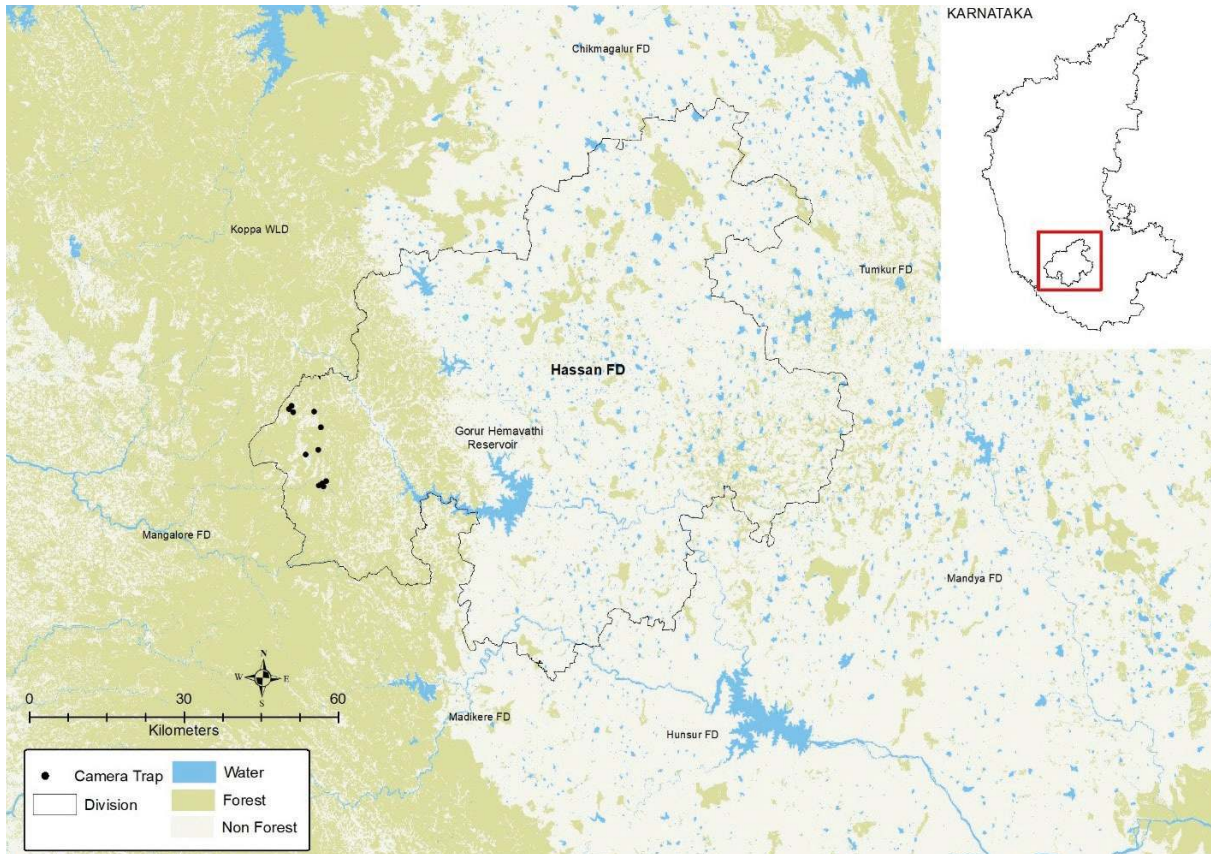 KARNATAKA
Chikmagalur FD
Koppa WLD
Tumkur FD
Hassan FD
Gorur Hemavathi
Reservoir
Mangalore FD
Mandya FD
N
W E
S
0 30 60
Kilometers
Madikere FD
Hunsur FD
Camera Trap
Division
Water
Forest
Non Forest